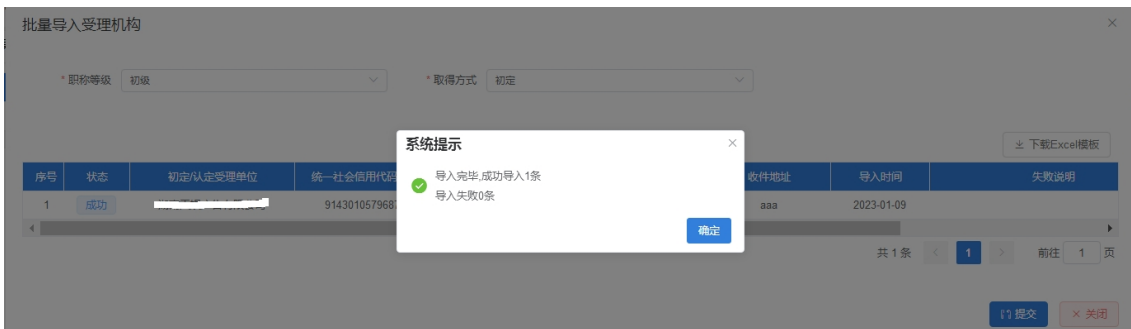 批量导入受理机构
* 职称等级 初级
* 取得方式 初定
下载Excel模板
系统提示
导入完毕,成功导入1条
导入失败0条
确定
序号 状态 初定/认定受理单位 统一社会信用代码 收件地址 导入时间 失败说明
1 成功 9143010579687 aaa 2023-01-09
共 1 条 1 前往 1 页
提交 关闭